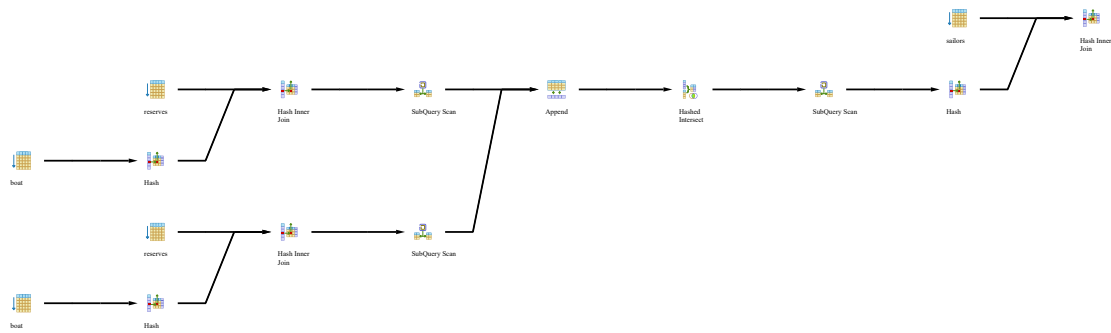 sailors
Hash Inner
Join
reserves
Hash Inner
Join
SubQuery Scan
Append
Hashed
Intersect
SubQuery Scan
Hash
boat
Hash
reserves
Hash Inner
Join
SubQuery Scan
boat
Hash